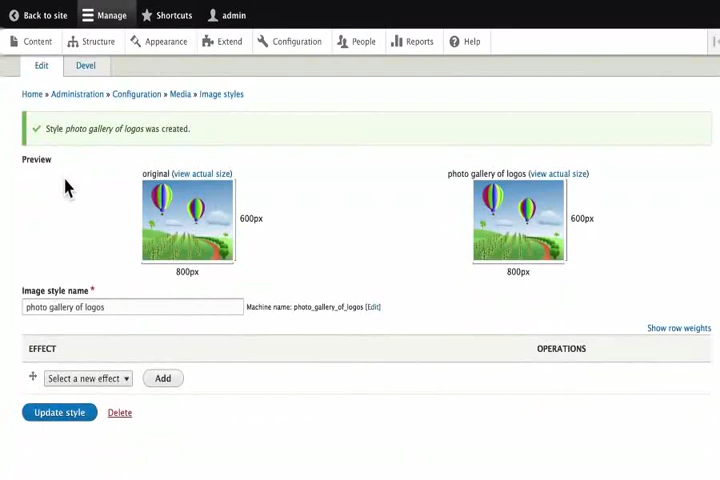 Back to site Manage Shortcuts admin
Content Structure Appearance Extend Configuration People Reports Help
Edit Devel
Home » Administration » Configuration » Media » Image styles
Style photo gallery of logos was created.
Preview
original (view actual size) photo gallery of logos (view actual size)
600px 600px
800px 800px
Image style name *
photo gallery of logos Machine name: photo_gallery_of_logos [Edit]
Show row weights
EFFECT OPERATIONS
Select a new effect Add
Update style Delete